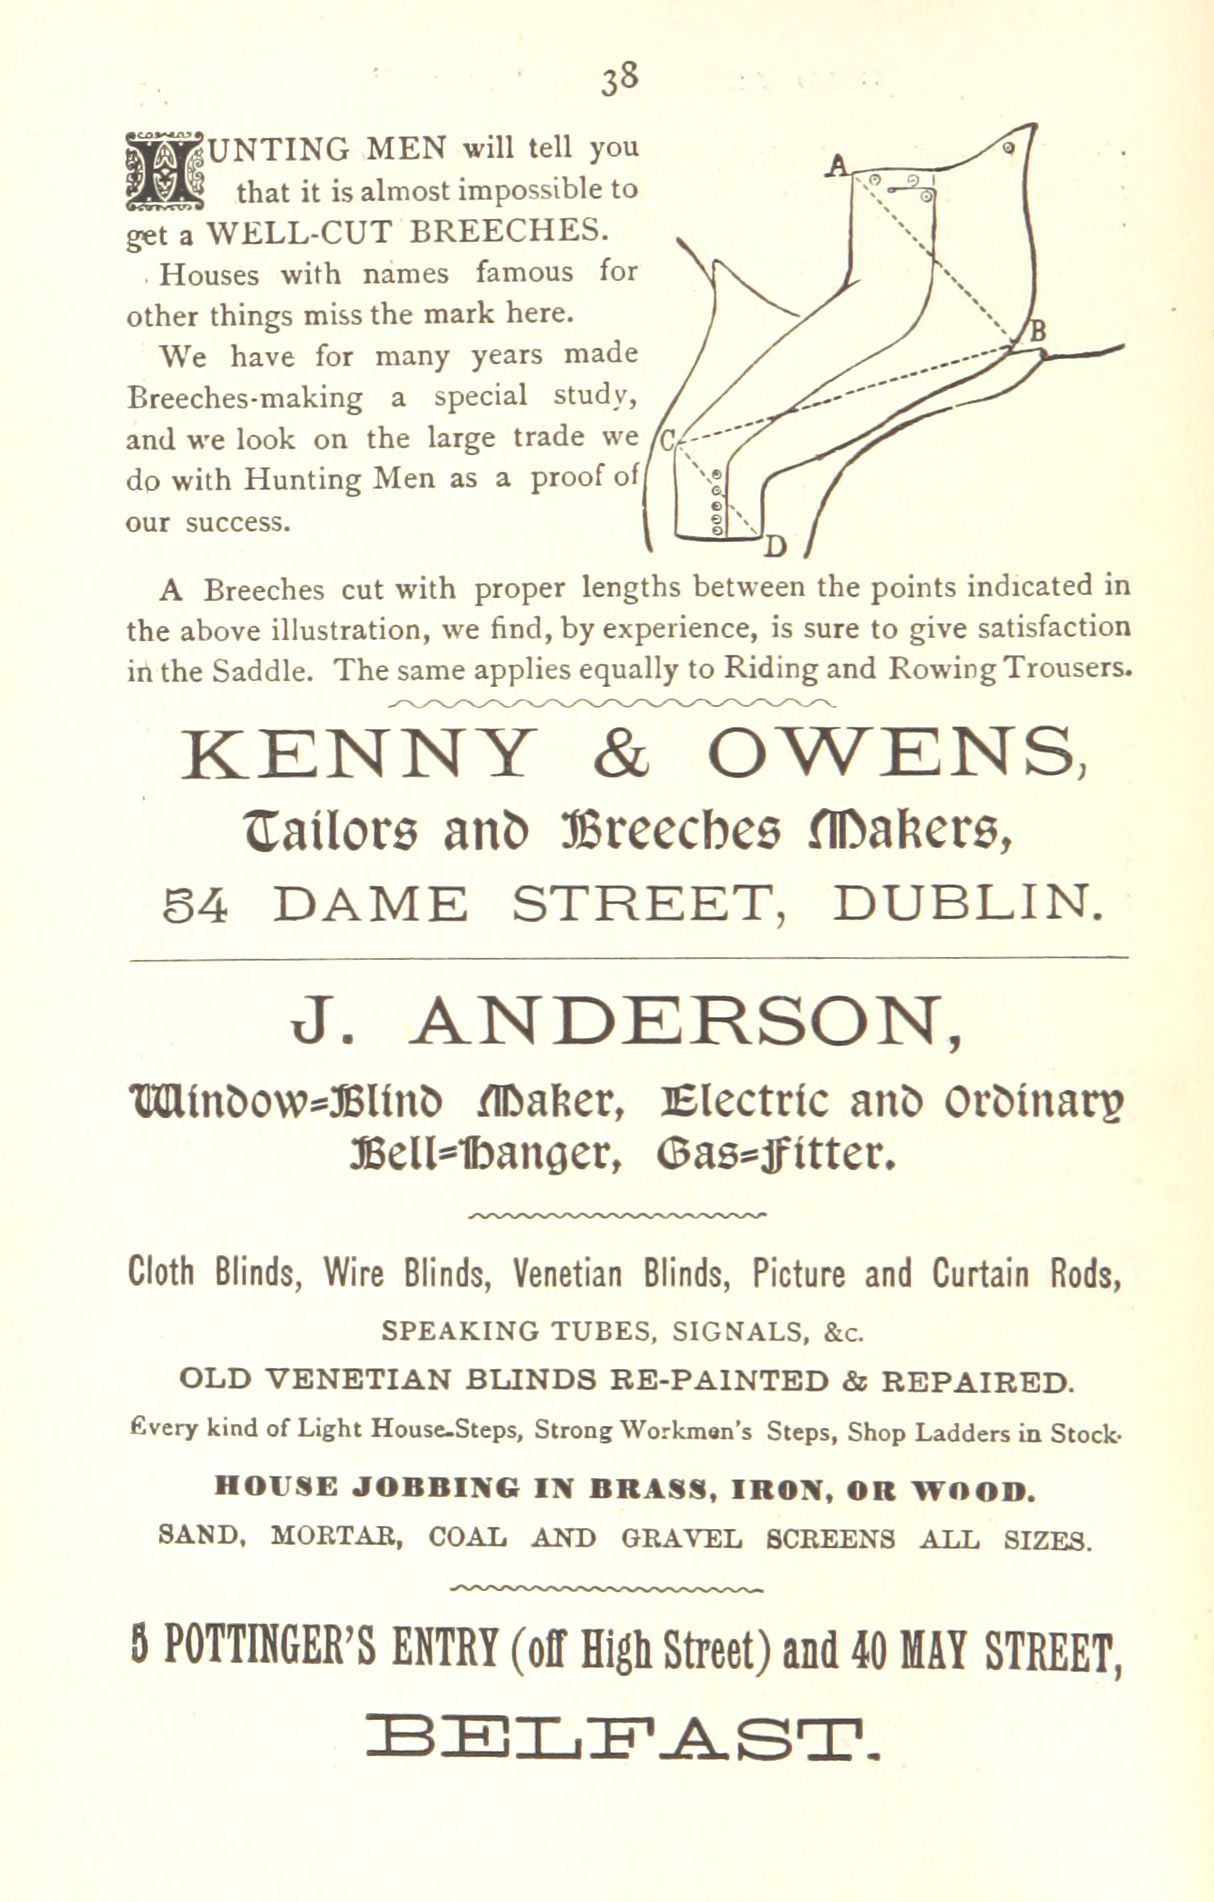 38
HUNTING MEN will tell you
that it is almost impossible to
get a WELL-CUT BREECHES.
Houses with names famous for
other things miss the mark here.
We have for many years made
Breeches-making a special study,
and we look on the large trade we
do with Hunting Men as a proof of
our success.
A
B
C
D
A Breeches cut with proper lengths between the points indicated in
the above illustration, we find, by experience, is sure to give satisfaction
in the Saddle. The same applies equally to Riding and Rowing Trousers.
KENNY & OWENS,
Tailors and Breeches Makers,
54 DAME STREET, DUBLIN.
J. ANDERSON,
Window=Blind Maker, Electric and Ordinary
Bell=Hanger, Gas=Fitter.
Cloth Blinds, Wire Blinds, Venetian Blinds, Picture and Curtain Rods,
SPEAKING TUBES, SIGNALS, &c.
OLD VENETIAN BLINDS RE-PAINTED & REPAIRED.
Every kind of Light House-Steps, Strong Workmen's Steps, Shop Ladders in Stock.
HOUSE JOBBING IN BRASS, IRON, OR WOOD.
SAND, MORTAR, COAL AND GRAVEL SCREENS ALL SIZES.
5 POTTINGER'S ENTRY (off High Street) and 40 MAY STREET,
BELFAST.